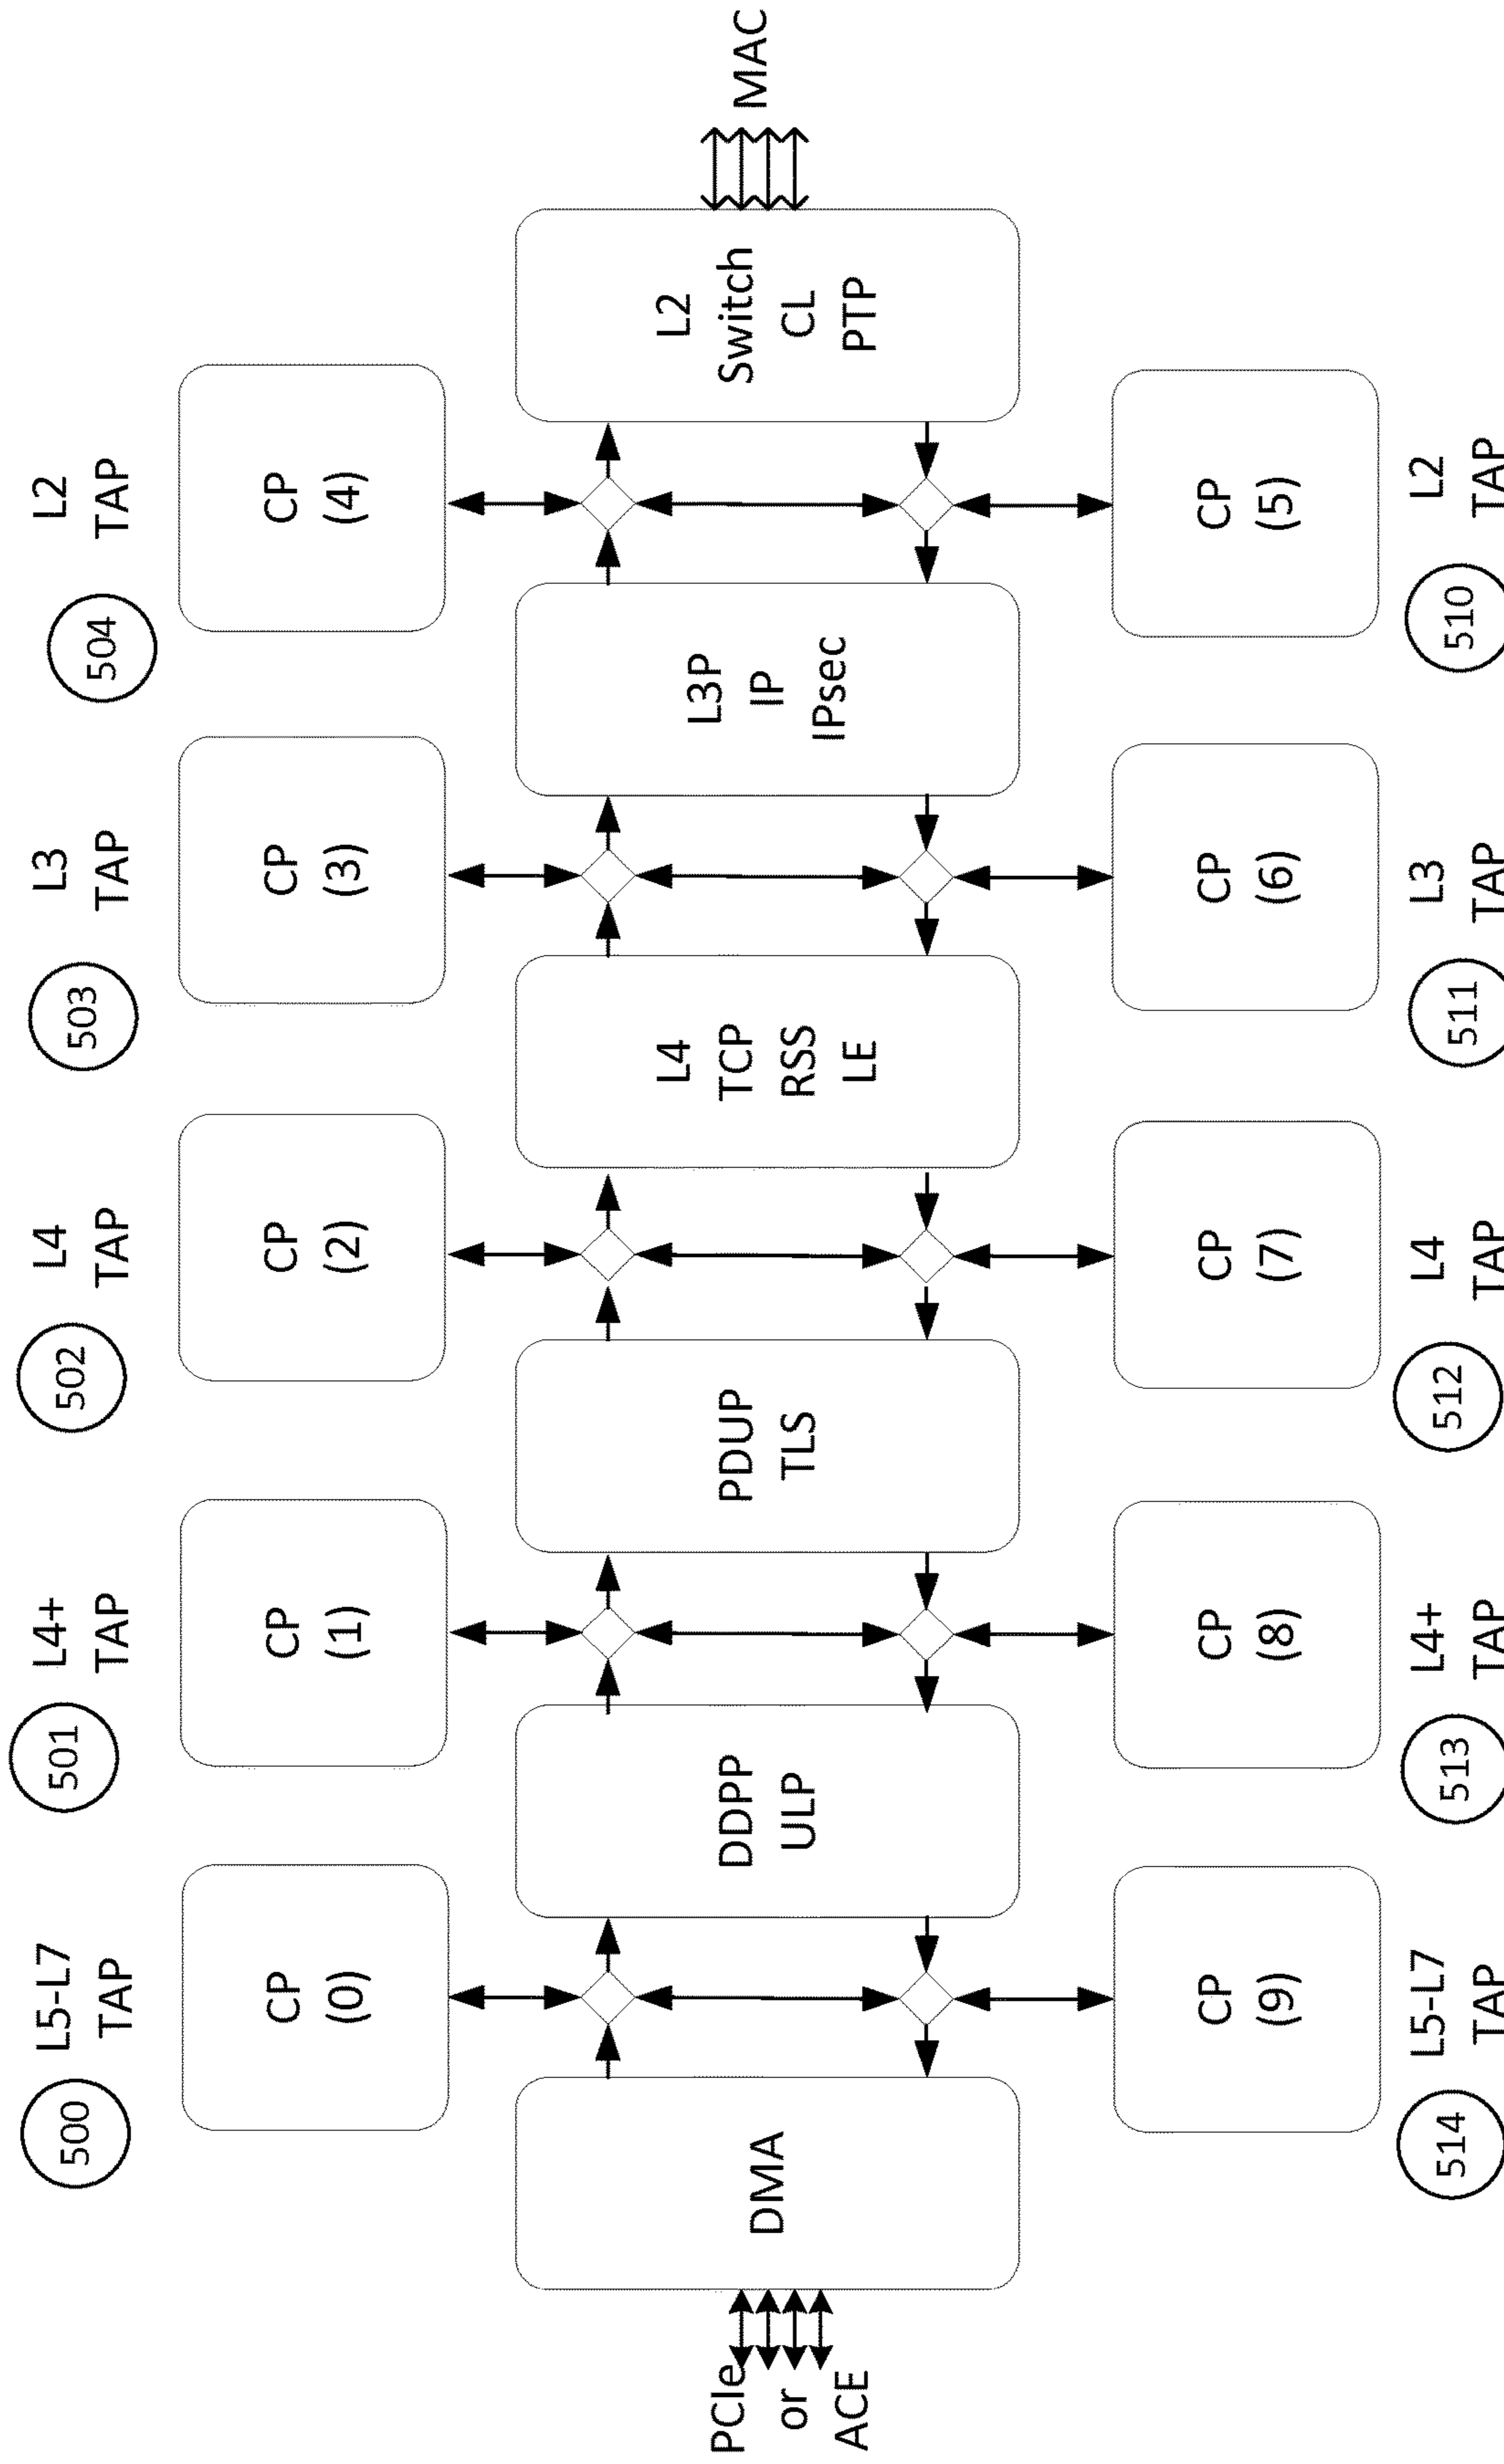 L5-L7
TAP
500
L4+
TAP
501
L4
TAP
502
L3
TAP
503
L2
TAP
504
CP
(0)
CP
(1)
CP
(2)
CP
(3)
CP
(4)
PCIe
or
ACE
DMA
DDPP
ULP
PDUP
TLS
L4
TCP
RSS
LE
L3P
IP
IPsec
L2
Switch
CL
PTP
MAC
CP
(9)
CP
(8)
CP
(7)
CP
(6)
CP
(5)
514
L5-L7
TAP
513
L4+
TAP
512
L4
TAP
511
L3
TAP
510
L2
TAP